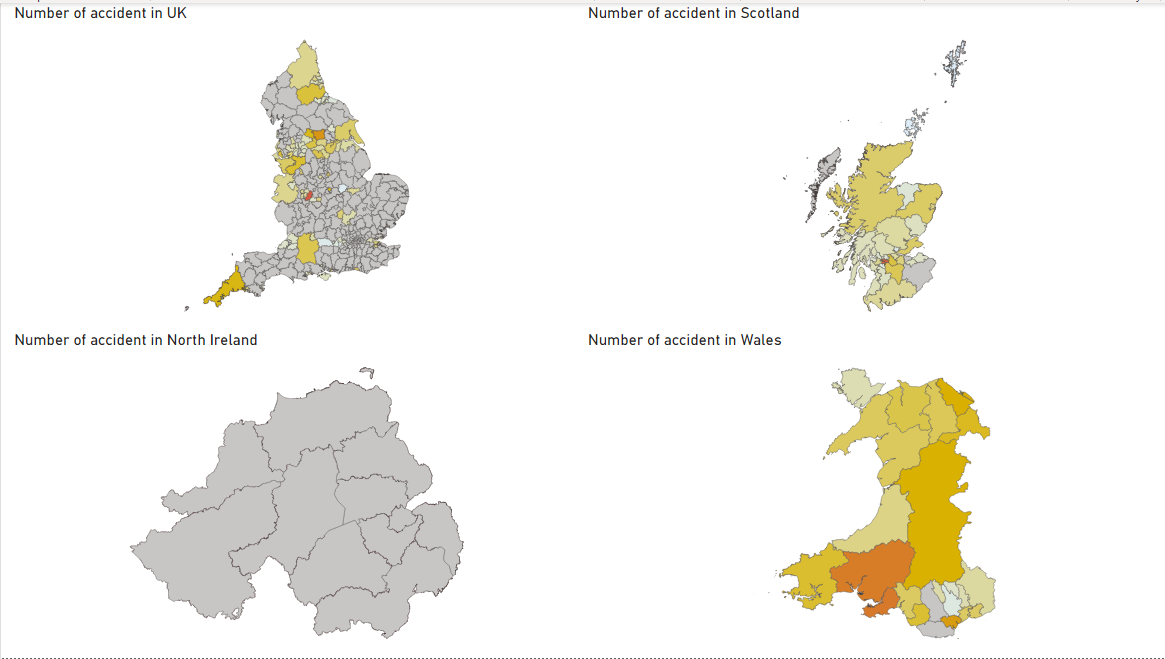 Number of accident in UK
Number of accident in Scotland
Number of accident in North Ireland
Number of accident in Wales